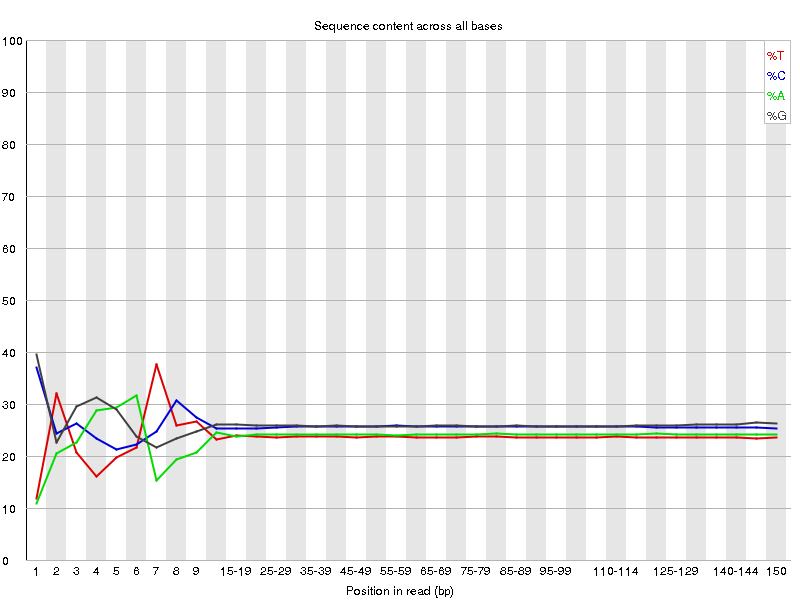 Sequence content across all bases
100
90
80
70
60
50
40
30
20
10
0
%T
%C
%A
%G
1 2 3 4 5 6 7 8 9 15-19 25-29 35-39 45-49 55-59 65-69 75-79 85-89 95-99 110-114 125-129 140-144 150
Position in read (bp)